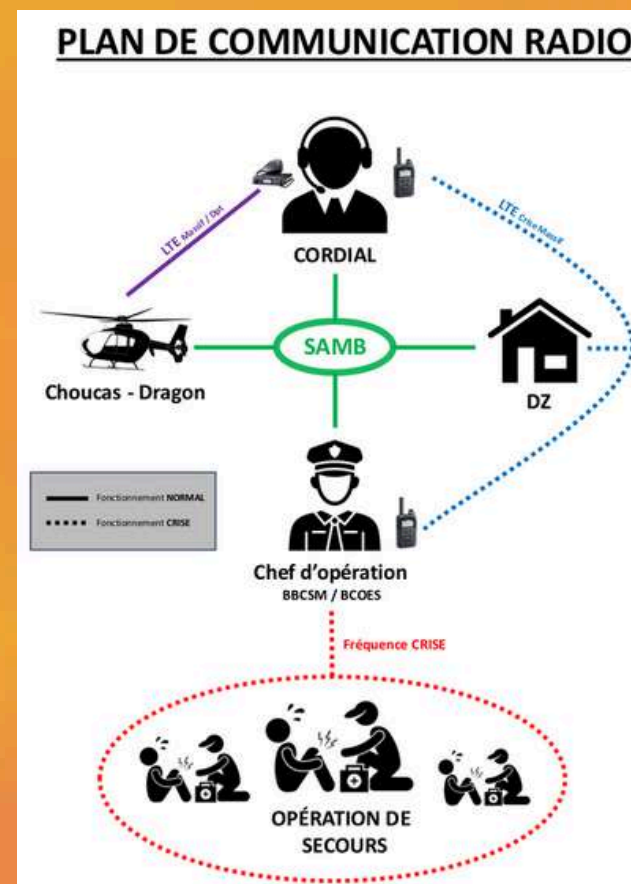 PLAN DE COMMUNICATION RADIO
LTE Massif / Dpt
LTE Crise Massif
CORDIAL
SAMB
Choucas - Dragon
DZ
Fonctionnement NORMAL
Fonctionnement CRISE
Chef d'opération
BBCSM / BCOES
Fréquence CRISE
OPÉRATION DE
SECOURS